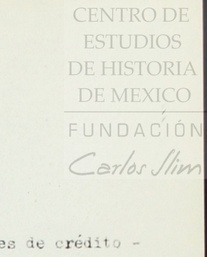 CENTRO DE
ESTUDIOS
DE HISTORIA
DE MEXICO
FUNDACIÓN
Carlos Slim
es de crédito -